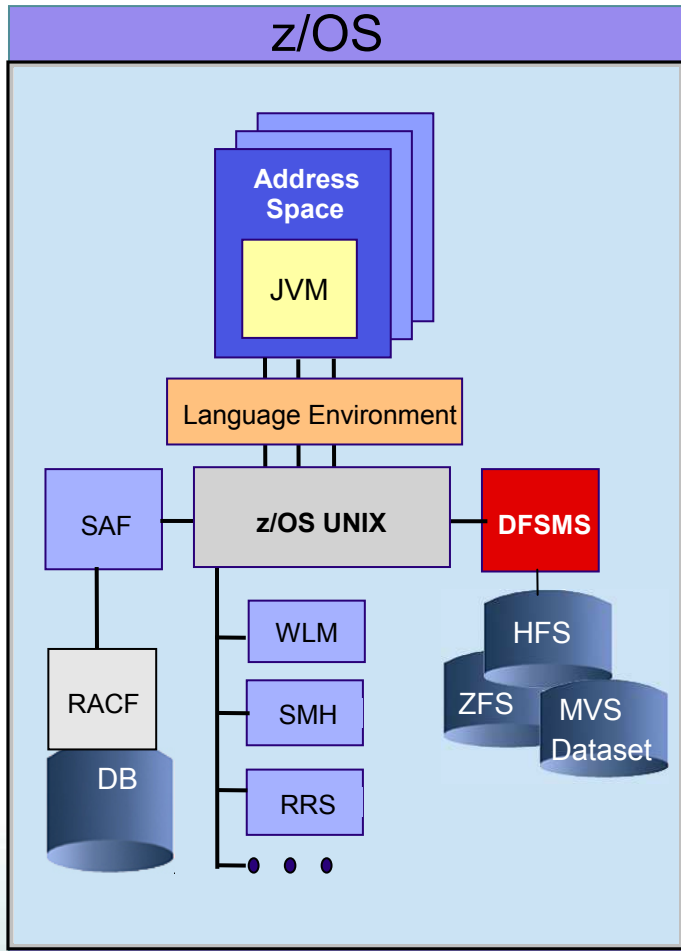 z/OS
Address
Space
JVM
Language Environment
SAF
z/OS UNIX
DFSMS
WLM
HFS
RACF
SMH
ZFS
MVS
Dataset
DB
RRS